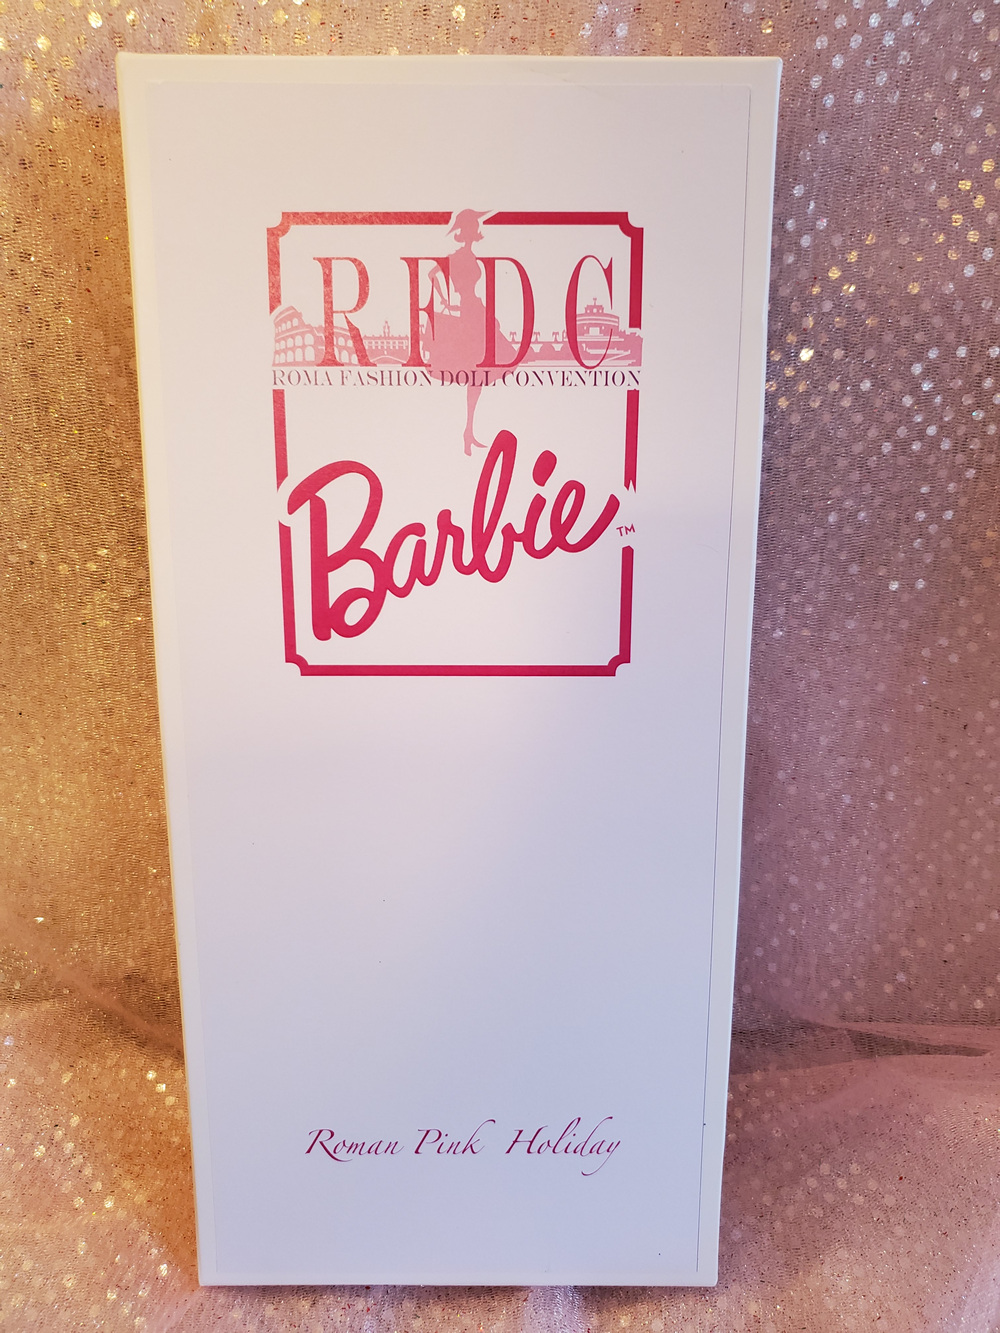 RFDC
ROMA FASHION DOLL CONVENTION
Barbie™
Roman Pink Holiday